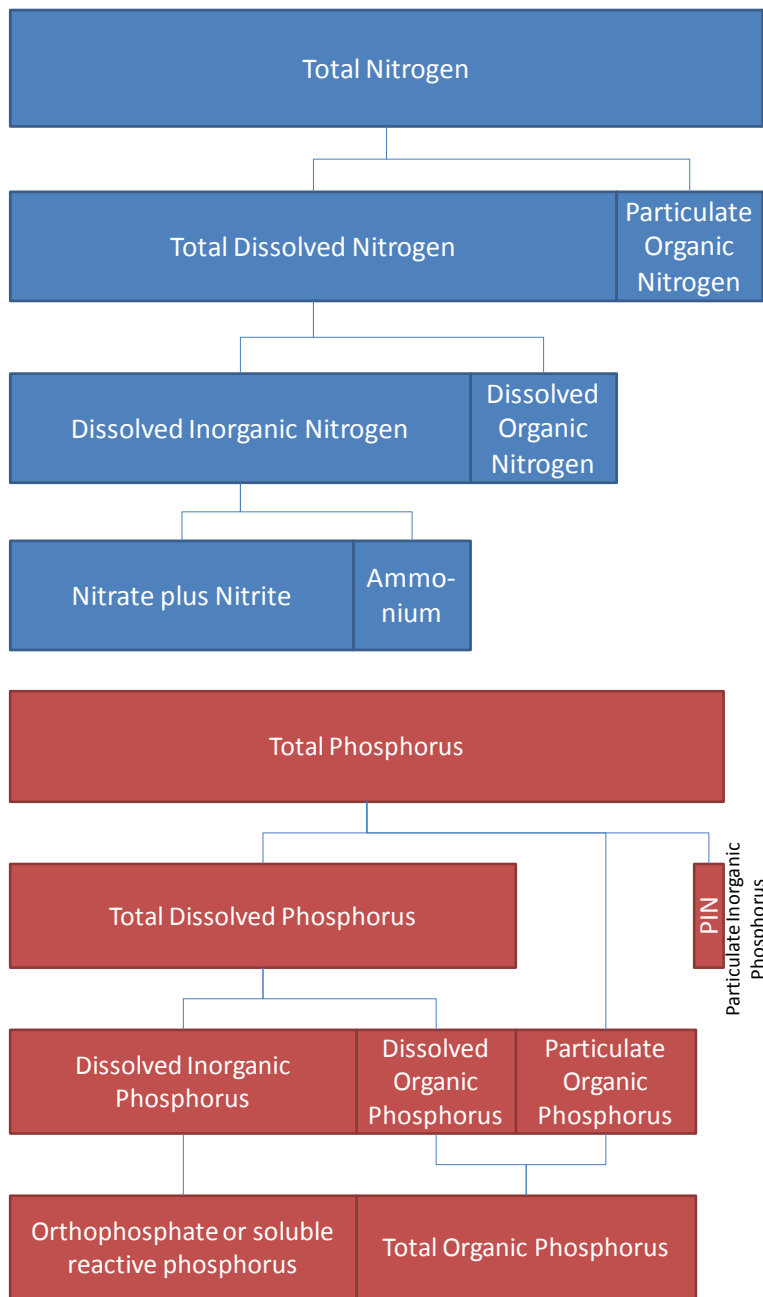 Total Nitrogen
Total Dissolved Nitrogen
Particulate
Organic
Nitrogen
Dissolved Inorganic Nitrogen
Dissolved
Organic
Nitrogen
Nitrate plus Nitrite
Ammo-
nium
Total Phosphorus
Total Dissolved Phosphorus
PIN
Particulate Inorganic
Phosphorus
Dissolved Inorganic
Phosphorus
Dissolved
Organic
Phosphorus
Particulate
Organic
Phosphorus
Orthophosphate or soluble
reactive phosphorus
Total Organic Phosphorus